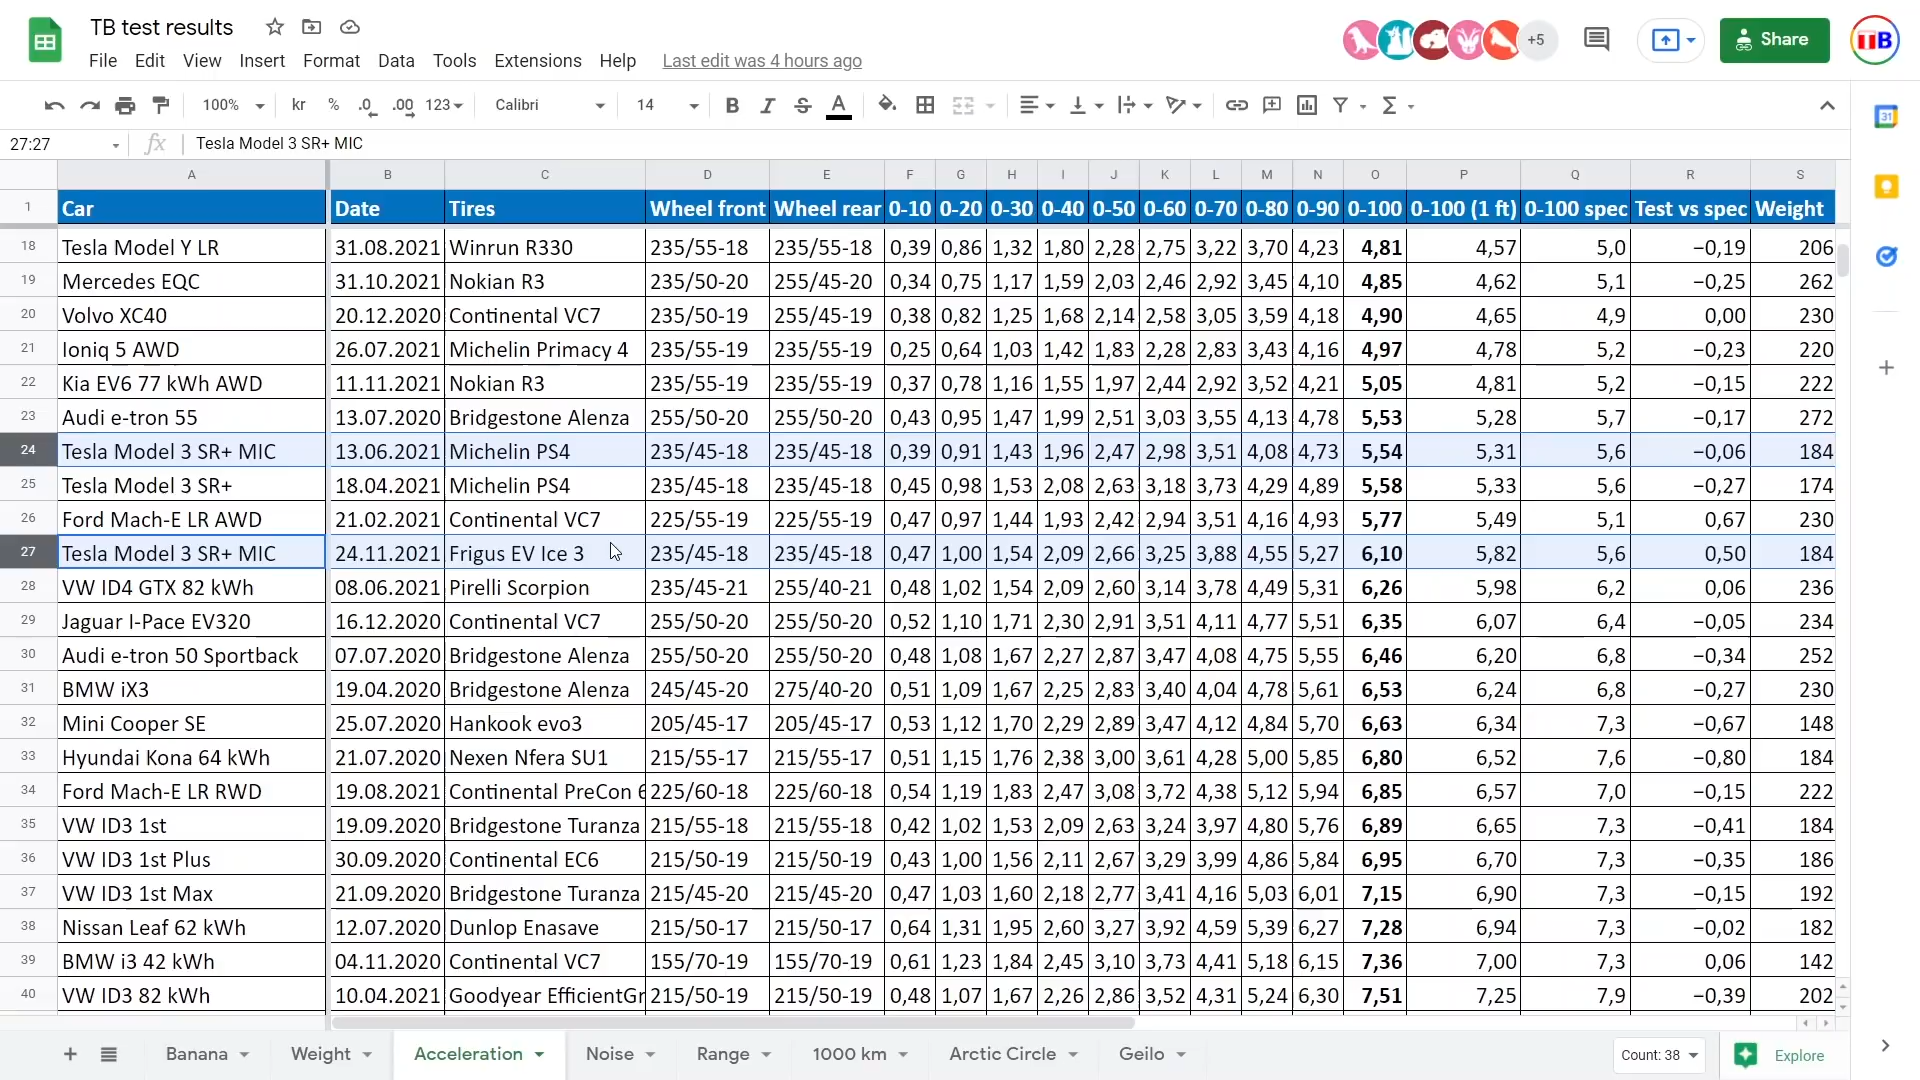 TB test results
+5
Share
ITB
File Edit View Insert Format Data Tools Extensions Help Last edit was 4 hours ago
100% kr % .0 .00 123 Calibri 14 B I S A
27:27 fx Tesla Model 3 SR+ MIC
A B C D E F G H I J K L M N O P Q R S
1 Car Date Tires Wheel front Wheel rear 0-10 0-20 0-30 0-40 0-50 0-60 0-70 0-80 0-90 0-100 0-100 (1 ft) 0-100 spec Test vs spec Weight
18 Tesla Model Y LR 31.08.2021 Winrun R330 235/55-18 235/55-18 0,39 0,86 1,32 1,80 2,28 2,75 3,22 3,70 4,23 4,81 4,57 5,0 −0,19 206
19 Mercedes EQC 31.10.2021 Nokian R3 235/50-20 255/45-20 0,34 0,75 1,17 1,59 2,03 2,46 2,92 3,45 4,10 4,85 4,62 5,1 −0,25 262
20 Volvo XC40 20.12.2020 Continental VC7 235/50-19 255/45-19 0,38 0,82 1,25 1,68 2,14 2,58 3,05 3,59 4,18 4,90 4,65 4,9 0,00 230
21 Ioniq 5 AWD 26.07.2021 Michelin Primacy 4 235/55-19 235/55-19 0,25 0,64 1,03 1,42 1,83 2,28 2,83 3,43 4,16 4,97 4,78 5,2 −0,23 220
22 Kia EV6 77 kWh AWD 11.11.2021 Nokian R3 235/55-19 235/55-19 0,37 0,78 1,16 1,55 1,97 2,44 2,92 3,52 4,21 5,05 4,81 5,2 −0,15 222
23 Audi e-tron 55 13.07.2020 Bridgestone Alenza 255/50-20 255/50-20 0,43 0,95 1,47 1,99 2,51 3,03 3,55 4,13 4,78 5,53 5,28 5,7 −0,17 272
24 Tesla Model 3 SR+ MIC 13.06.2021 Michelin PS4 235/45-18 235/45-18 0,39 0,91 1,43 1,96 2,47 2,98 3,51 4,08 4,73 5,54 5,31 5,6 −0,06 184
25 Tesla Model 3 SR+ 18.04.2021 Michelin PS4 235/45-18 235/45-18 0,45 0,98 1,53 2,08 2,63 3,18 3,73 4,29 4,89 5,58 5,33 5,6 −0,27 174
26 Ford Mach-E LR AWD 21.02.2021 Continental VC7 225/55-19 225/55-19 0,47 0,97 1,44 1,93 2,42 2,94 3,51 4,16 4,93 5,77 5,49 5,1 0,67 230
27 Tesla Model 3 SR+ MIC 24.11.2021 Frigus EV Ice 3 235/45-18 235/45-18 0,47 1,00 1,54 2,09 2,66 3,25 3,88 4,55 5,27 6,10 5,82 5,6 0,50 184
28 VW ID4 GTX 82 kWh 08.06.2021 Pirelli Scorpion 235/45-21 255/40-21 0,48 1,02 1,54 2,09 2,60 3,14 3,78 4,49 5,31 6,26 5,98 6,2 0,06 236
29 Jaguar I-Pace EV320 16.12.2020 Continental VC7 255/50-20 255/50-20 0,52 1,10 1,71 2,30 2,91 3,51 4,11 4,77 5,51 6,35 6,07 6,4 −0,05 234
30 Audi e-tron 50 Sportback 07.07.2020 Bridgestone Alenza 255/50-20 255/50-20 0,48 1,08 1,67 2,27 2,87 3,47 4,08 4,75 5,55 6,46 6,20 6,8 −0,34 252
31 BMW iX3 19.04.2020 Bridgestone Alenza 245/45-20 275/40-20 0,51 1,09 1,67 2,25 2,83 3,40 4,04 4,78 5,61 6,53 6,24 6,8 −0,27 230
32 Mini Cooper SE 25.07.2020 Hankook evo3 205/45-17 205/45-17 0,53 1,12 1,70 2,29 2,89 3,47 4,12 4,84 5,70 6,63 6,34 7,3 −0,67 148
33 Hyundai Kona 64 kWh 21.07.2020 Nexen Nfera SU1 215/55-17 215/55-17 0,51 1,15 1,76 2,38 3,00 3,61 4,28 5,00 5,85 6,80 6,52 7,6 −0,80 184
34 Ford Mach-E LR RWD 19.08.2021 Continental PreCon 6 225/60-18 225/60-18 0,54 1,19 1,83 2,47 3,08 3,72 4,38 5,12 5,94 6,85 6,57 7,0 −0,15 222
35 VW ID3 1st 19.09.2020 Bridgestone Turanza 215/55-18 215/55-18 0,42 1,02 1,53 2,09 2,63 3,24 3,97 4,80 5,76 6,89 6,65 7,3 −0,41 184
36 VW ID3 1st Plus 30.09.2020 Continental EC6 215/50-19 215/50-19 0,43 1,00 1,56 2,11 2,67 3,29 3,99 4,86 5,84 6,95 6,70 7,3 −0,35 186
37 VW ID3 1st Max 21.09.2020 Bridgestone Turanza 215/45-20 215/45-20 0,47 1,03 1,60 2,18 2,77 3,41 4,16 5,03 6,01 7,15 6,90 7,3 −0,15 192
38 Nissan Leaf 62 kWh 12.07.2020 Dunlop Enasave 215/50-17 215/50-17 0,64 1,31 1,95 2,60 3,27 3,92 4,59 5,39 6,27 7,28 6,94 7,3 −0,02 182
39 BMW i3 42 kWh 04.11.2020 Continental VC7 155/70-19 155/70-19 0,61 1,23 1,84 2,45 3,10 3,73 4,41 5,18 6,15 7,36 7,00 7,3 0,06 142
40 VW ID3 82 kWh 10.04.2021 Goodyear EfficientGr 215/50-19 215/50-19 0,48 1,07 1,67 2,26 2,86 3,52 4,31 5,24 6,30 7,51 7,25 7,9 −0,39 202
Banana Weight Acceleration Noise Range 1000 km Arctic Circle Geilo Count: 38 Explore